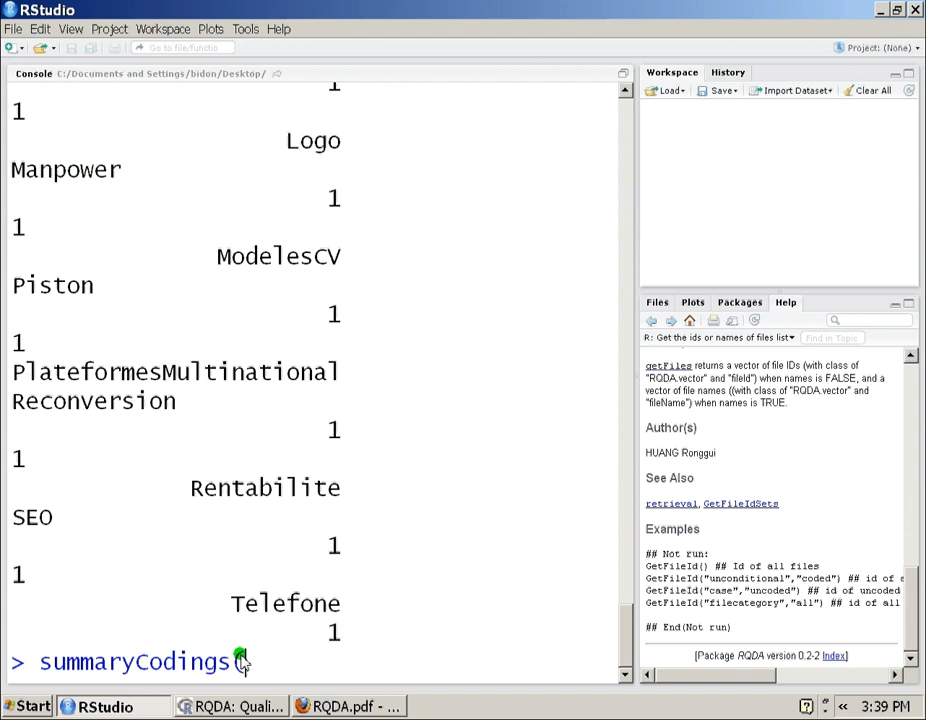 RStudio
File Edit View Project Workspace Plots Tools Help
Go to file/functio
Project: (None)
Console C:/Documents and Settings/bidon/Desktop/
1
1
Logo
Manpower
1
1
ModelesCV
Piston
1
1
PlateformesMultinational
Reconversion
1
1
Rentabilite
SEO
1
1
Telefone
1
> summaryCodings(
Workspace History
Load Save Import Dataset Clear All
Files Plots Packages Help
R: Get the ids or names of files list Find in Topic
getFiles returns a vector of file IDs (with class of
"RQDA.vector" and "fileId") when names is FALSE, and a
vector of file names ((with class of "RQDA.vector" and
"fileName") when names is TRUE.
Author(s)
HUANG Ronggui
See Also
retrieval, GetFileIdSets
Examples
## Not run:
GetFileId() ## Id of all files
GetFileId("unconditional","coded") ## id of
GetFileId("case","uncoded") ## id of uncoded
GetFileId("filecategory","all") ## id of all
## End(Not run)
[Package RQDA version 0.2-2 Index]
Start RStudio RQDA: Quali... RQDA.pdf - ... « 3:39 PM